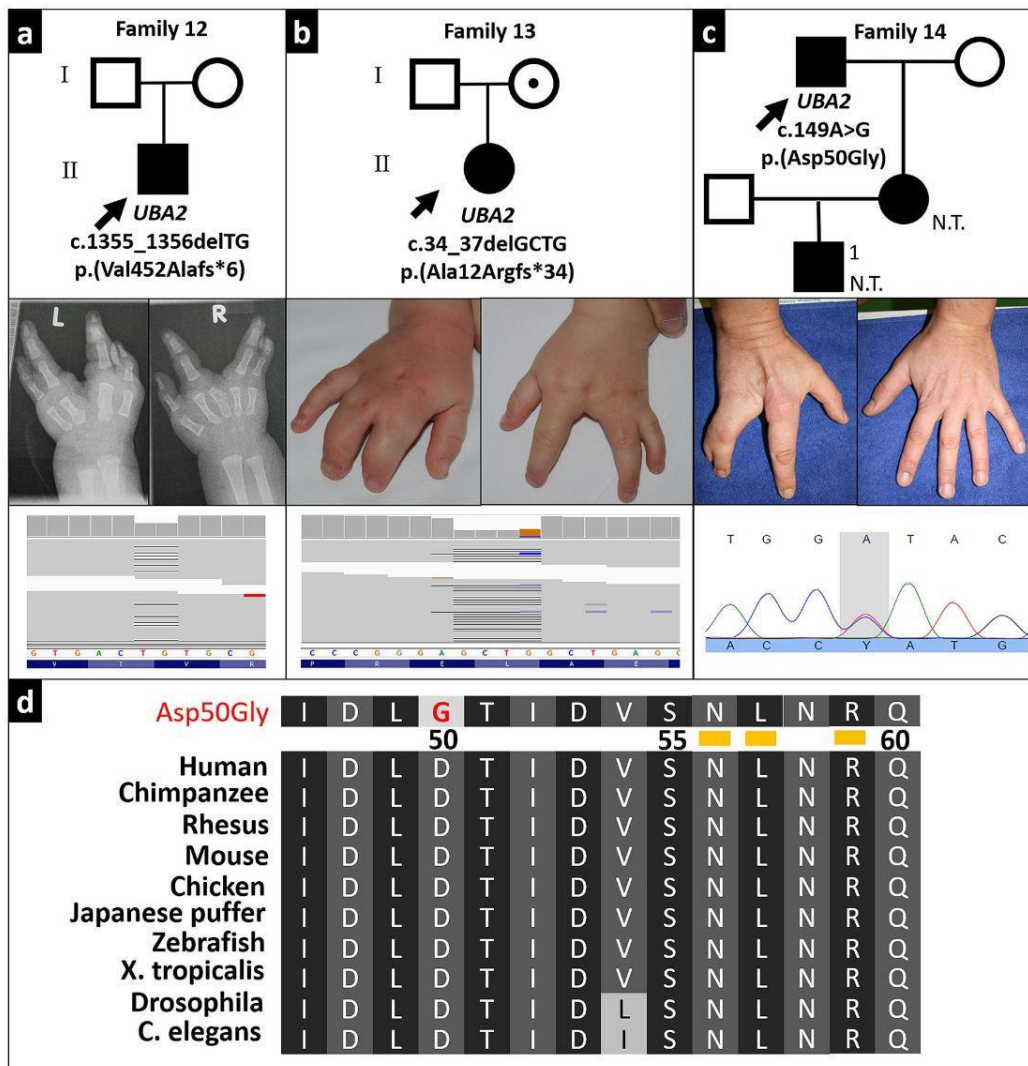 a
Family 12
I
II
UBA2
c.1355_1356delTG
p.(Val452Alafs*6)
L
R
G T G A C T G T G C G
V T V R
b
Family 13
I
II
UBA2
c.34_37delGCTG
p.(Ala12Argfs*34)
C C C G G G A G C T G G C T G A G C
P R E L A E
c
Family 14
UBA2
c.149A>G
p.(Asp50Gly)
N.T.
1
N.T.
T G G A T A C
A C C Y A T G
d
Asp50Gly I D L G T I D V S N L N R Q
50 55 60
Human I D L D T I D V S N L N R Q
Chimpanzee I D L D T I D V S N L N R Q
Rhesus I D L D T I D V S N L N R Q
Mouse I D L D T I D V S N L N R Q
Chicken I D L D T I D V S N L N R Q
Japanese puffer I D L D T I D V S N L N R Q
Zebrafish I D L D T I D V S N L N R Q
X. tropicalis I D L D T I D V S N L N R Q
Drosophila I D L D T I D L S N L N R Q
C. elegans I D L D T I D I S N L N R Q